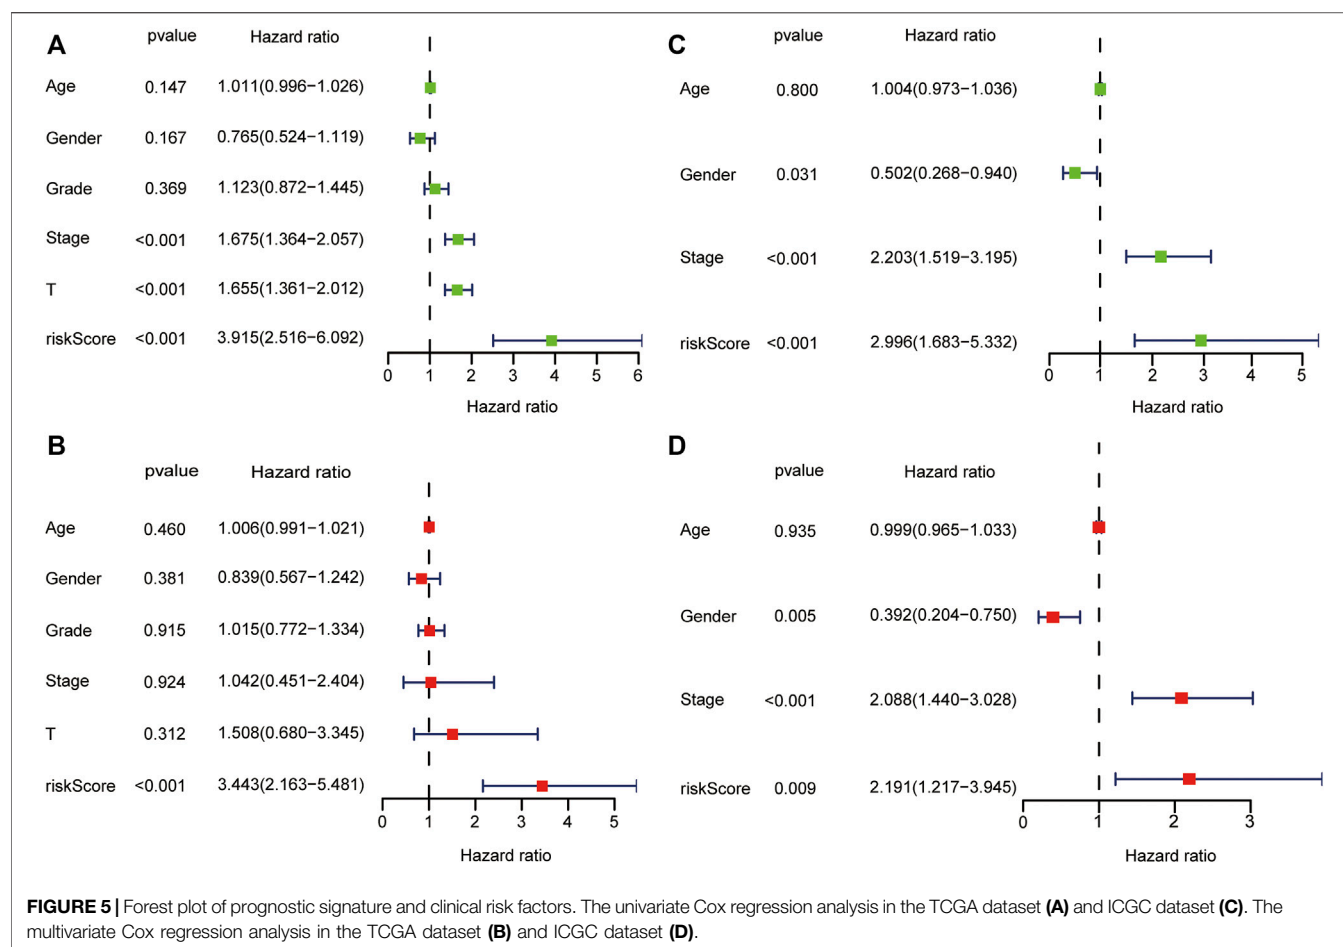 A
pvalue Hazard ratio
Age 0.147 1.011(0.996−1.026)
Gender 0.167 0.765(0.524−1.119)
Grade 0.369 1.123(0.872−1.445)
Stage <0.001 1.675(1.364−2.057)
T <0.001 1.655(1.361−2.012)
riskScore <0.001 3.915(2.516−6.092)
0 1 2 3 4 5 6
Hazard ratio
C
pvalue Hazard ratio
Age 0.800 1.004(0.973−1.036)
Gender 0.031 0.502(0.268−0.940)
Stage <0.001 2.203(1.519−3.195)
riskScore <0.001 2.996(1.683−5.332)
0 1 2 3 4 5
Hazard ratio
B
pvalue Hazard ratio
Age 0.460 1.006(0.991−1.021)
Gender 0.381 0.839(0.567−1.242)
Grade 0.915 1.015(0.772−1.334)
Stage 0.924 1.042(0.451−2.404)
T 0.312 1.508(0.680−3.345)
riskScore <0.001 3.443(2.163−5.481)
0 1 2 3 4 5
Hazard ratio
D
pvalue Hazard ratio
Age 0.935 0.999(0.965−1.033)
Gender 0.005 0.392(0.204−0.750)
Stage <0.001 2.088(1.440−3.028)
riskScore 0.009 2.191(1.217−3.945)
0 1 2 3
Hazard ratio
FIGURE 5 | Forest plot of prognostic signature and clinical risk factors. The univariate Cox regression analysis in the TCGA dataset (A) and ICGC dataset (C). The
multivariate Cox regression analysis in the TCGA dataset (B) and ICGC dataset (D).